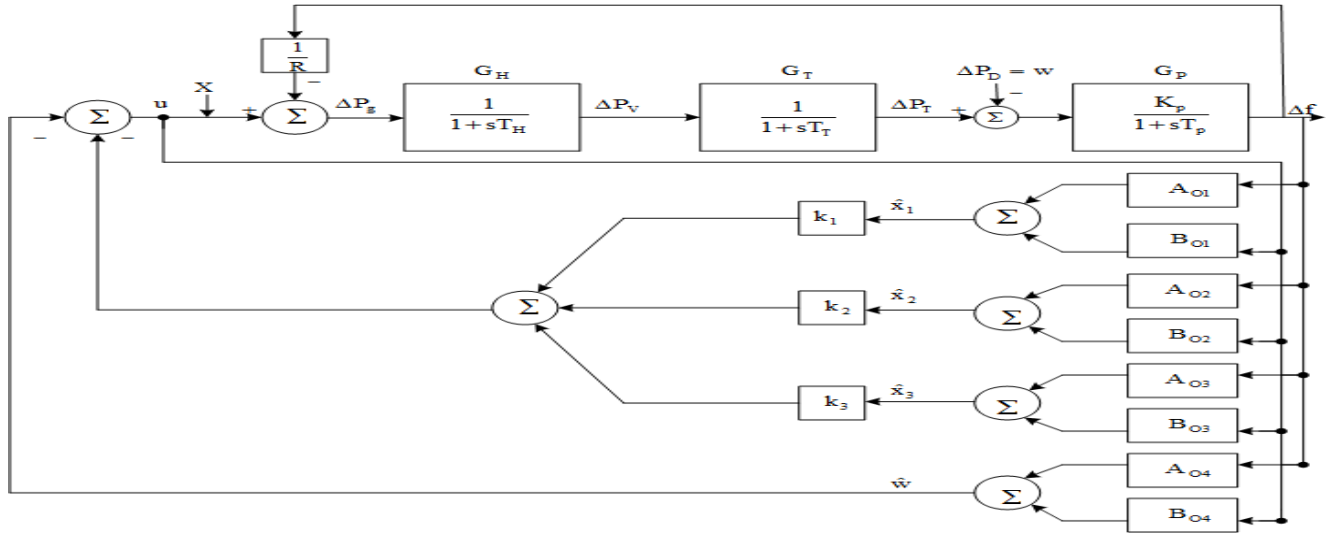 1
R
−
G_H
G_T
ΔP_D = w
G_P
X
u
+
Σ
ΔP_g
1
1 + sT_H
ΔP_V
1
1 + sT_T
ΔP_T
+
−
Σ
K_p
1 + sT_p
Δf
Σ
−
−
A_O1
k_1
x̂_1
Σ
B_O1
A_O2
k_2
x̂_2
Σ
B_O2
Σ
A_O3
k_3
x̂_3
Σ
B_O3
A_O4
ŵ
Σ
B_O4